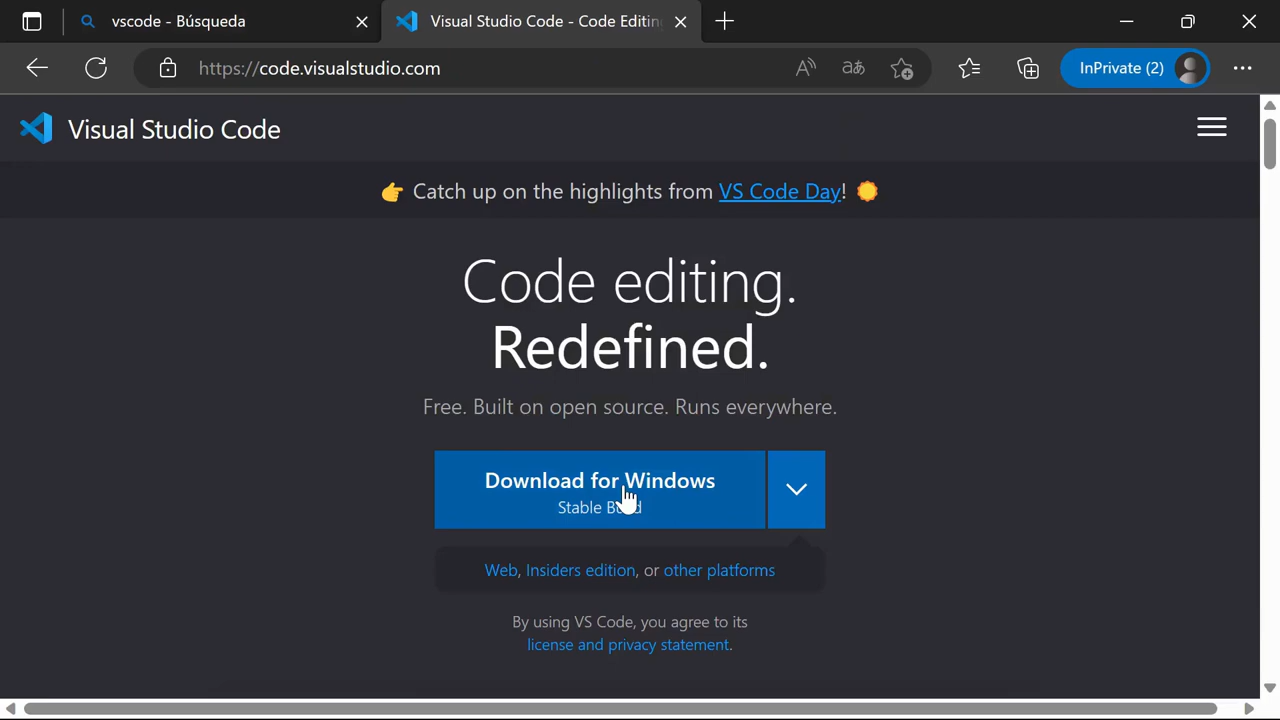 vscode - Búsqueda
Visual Studio Code - Code Editin
https://code.visualstudio.com
InPrivate (2)
Visual Studio Code
👉 Catch up on the highlights from VS Code Day! 🌞
Code editing.
Redefined.
Free. Built on open source. Runs everywhere.
Download for Windows
Stable Build
Web, Insiders edition, or other platforms
By using VS Code, you agree to its
license and privacy statement.